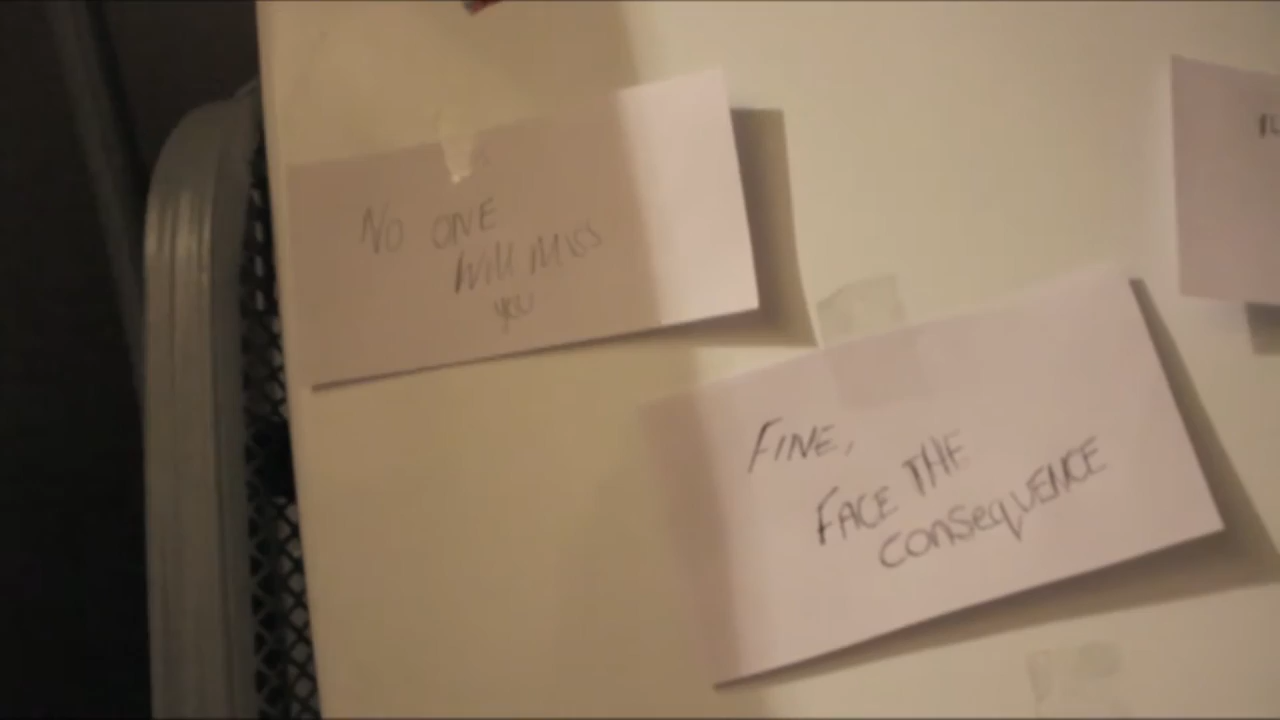 No ONE
Will Miss
you
FINE,
FACE THE
ConSeqUENCE